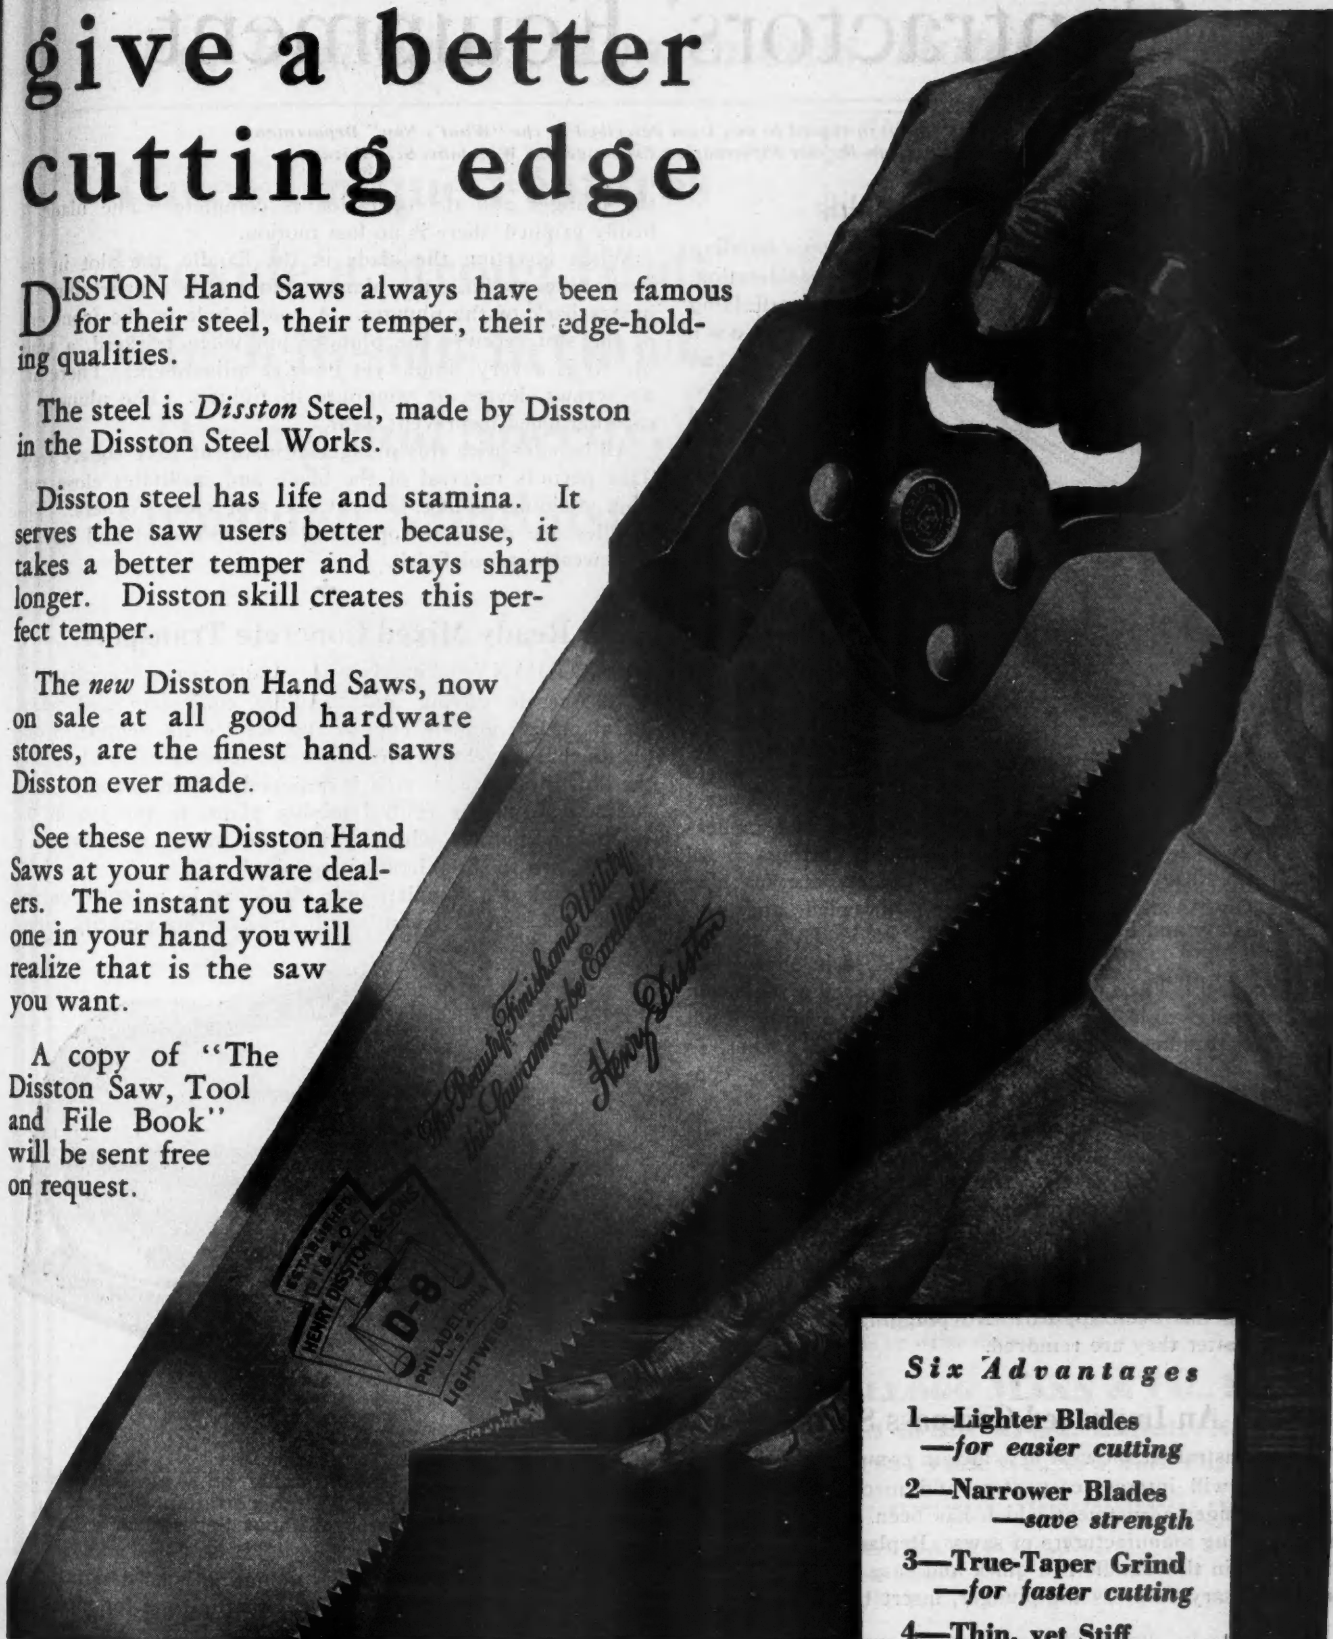 give a better
cutting edge
DISSTON Hand Saws always have been famous
for their steel, their temper, their edge-hold-
ing qualities.
The steel is Disston Steel, made by Disston
in the Disston Steel Works.
Disston steel has life and stamina. It
serves the saw users better because, it
takes a better temper and stays sharp
longer. Disston skill creates this per-
fect temper.
The new Disston Hand Saws, now
on sale at all good hardware
stores, are the finest hand saws
Disston ever made.
See these new Disston Hand
Saws at your hardware deal-
ers. The instant you take
one in your hand you will
realize that is the saw
you want.
A copy of “The
Disston Saw, Tool
and File Book”
will be sent free
on request.
"For Beauty, Finish and Utility
this Saw cannot be Excelled"
Henry Disston
ESTABLISHED
1840
HENRY DISSTON & SONS
D-8
PHILADELPHIA
U.S.A.
LIGHTWEIGHT
Six Advantages
1—Lighter Blades
—for easier cutting
2—Narrower Blades
—save strength
3—True-Taper Grind
—for faster cutting
4—Thin, yet Stiff